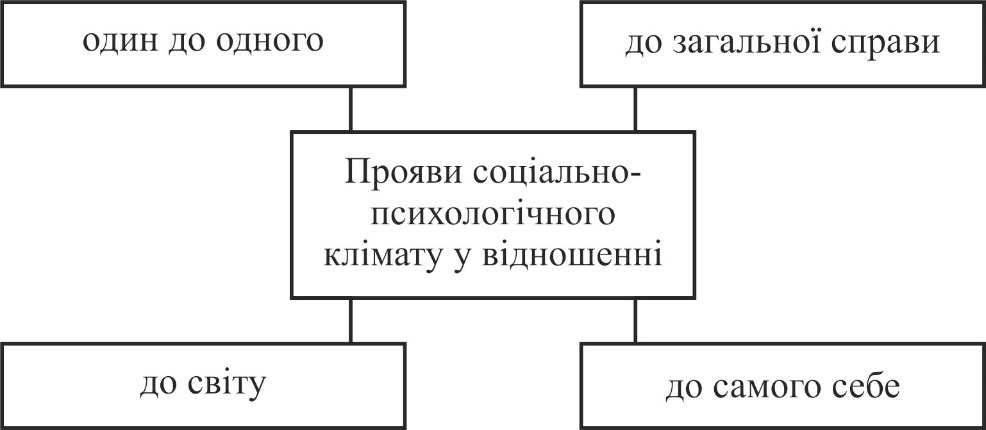 один до одного
до загальної справи
Прояви соціально-
психологічного
клімату у відношенні
до світу
до самого себе